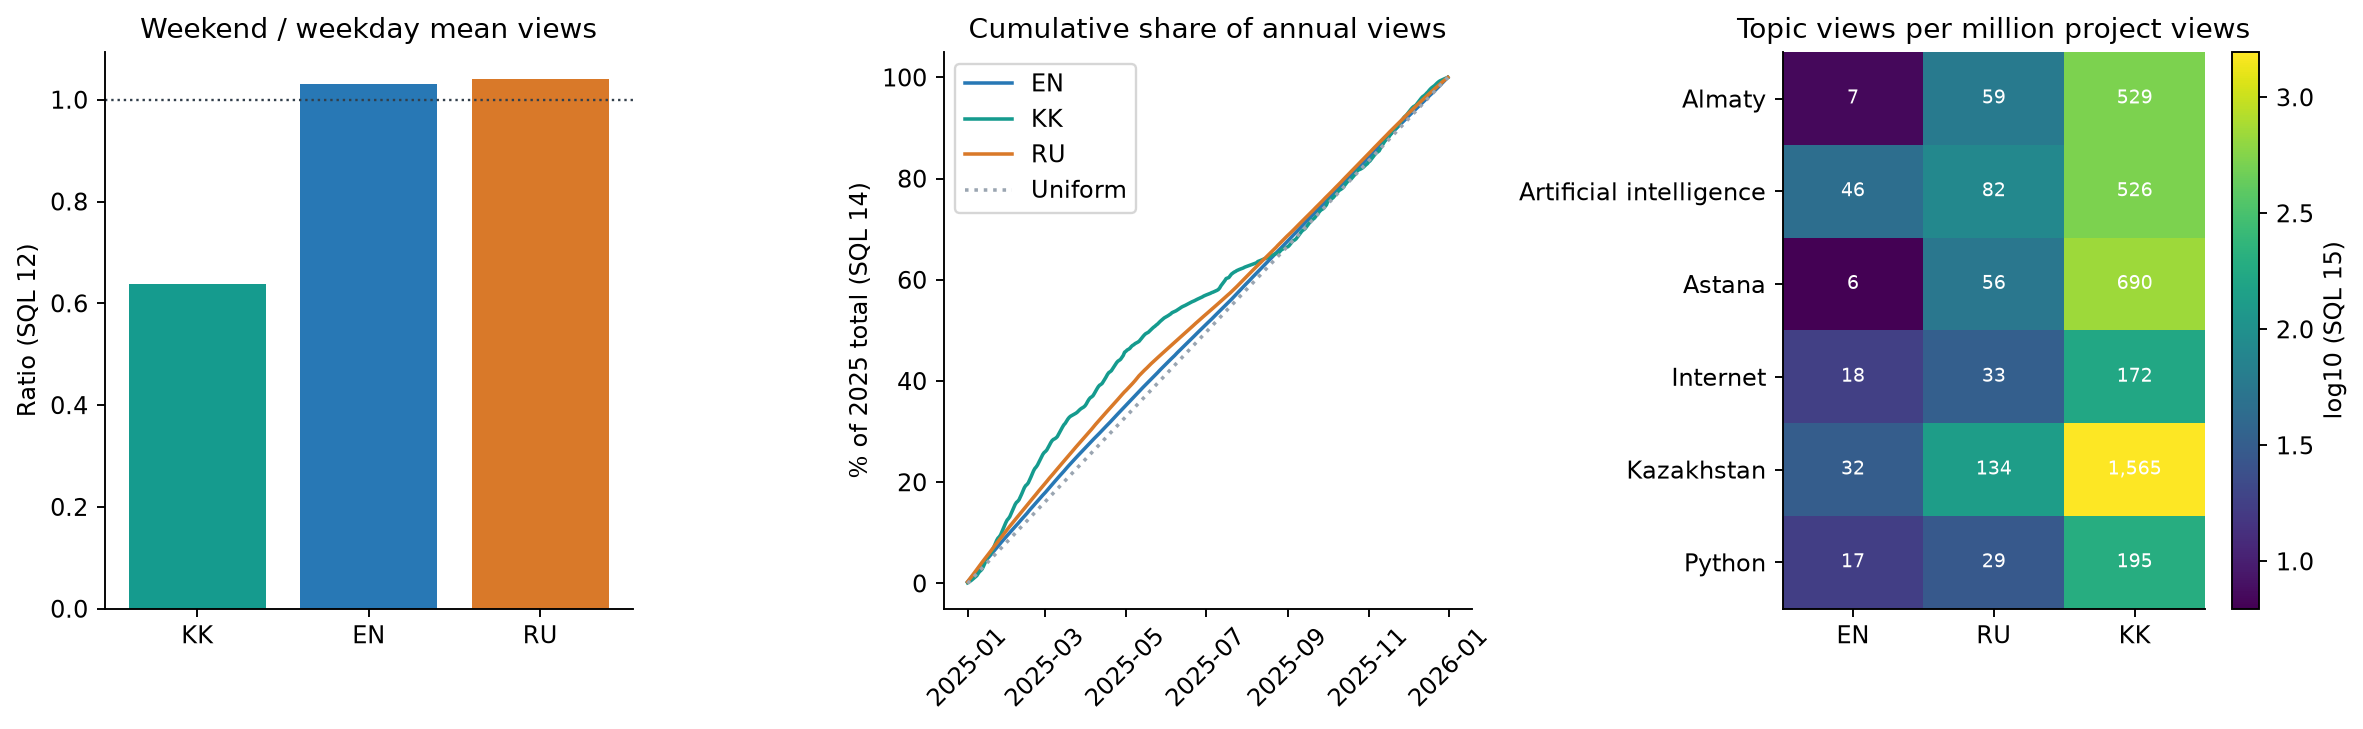 Weekend / weekday mean views
Ratio (SQL 12)
1.0
0.8
0.6
0.4
0.2
0.0
KK EN RU
Cumulative share of annual views
% of 2025 total (SQL 14)
100
80
60
40
20
0
EN
KK
RU
Uniform
2025-01 2025-03 2025-05 2025-07 2025-09 2025-11 2026-01
Topic views per million project views
Almaty 7 59 529
Artificial intelligence 46 82 526
Astana 6 56 690
Internet 18 33 172
Kazakhstan 32 134 1,565
Python 17 29 195
EN RU KK
3.0
2.5
2.0
1.5
1.0
log10 (SQL 15)